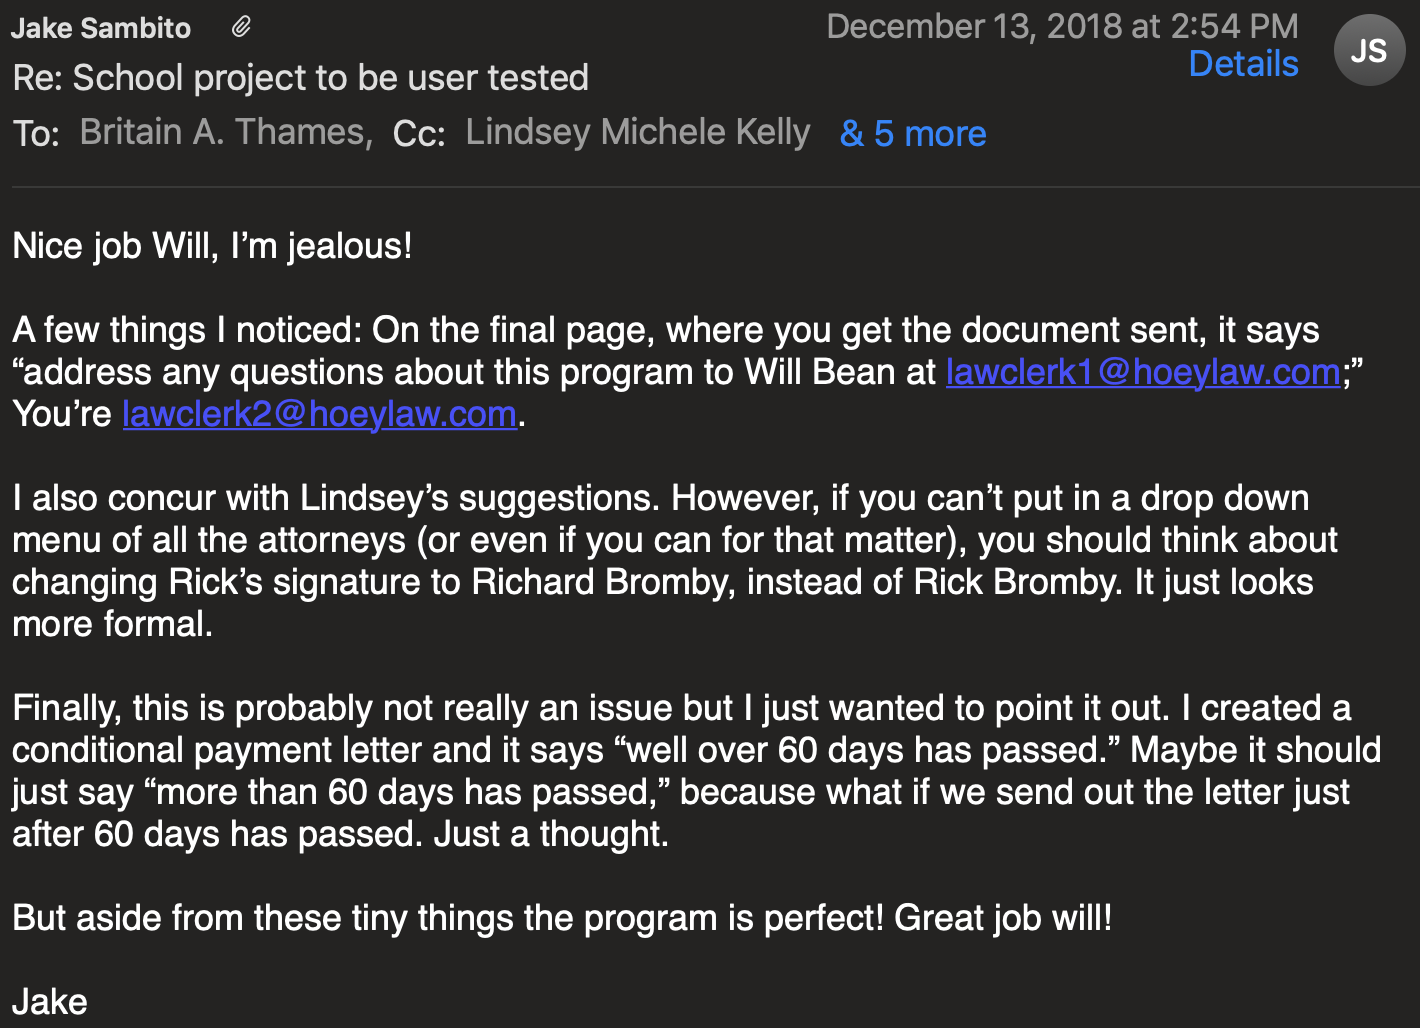 Jake Sambito
December 13, 2018 at 2:54 PM
Details
JS
Re: School project to be user tested
To: Britain A. Thames, Cc: Lindsey Michele Kelly & 5 more
Nice job Will, I’m jealous!
A few things I noticed: On the final page, where you get the document sent, it says
“address any questions about this program to Will Bean at lawclerk1@hoeylaw.com;”
You’re lawclerk2@hoeylaw.com.
I also concur with Lindsey’s suggestions. However, if you can’t put in a drop down
menu of all the attorneys (or even if you can for that matter), you should think about
changing Rick’s signature to Richard Bromby, instead of Rick Bromby. It just looks
more formal.
Finally, this is probably not really an issue but I just wanted to point it out. I created a
conditional payment letter and it says “well over 60 days has passed.” Maybe it should
just say “more than 60 days has passed,” because what if we send out the letter just
after 60 days has passed. Just a thought.
But aside from these tiny things the program is perfect! Great job will!
Jake